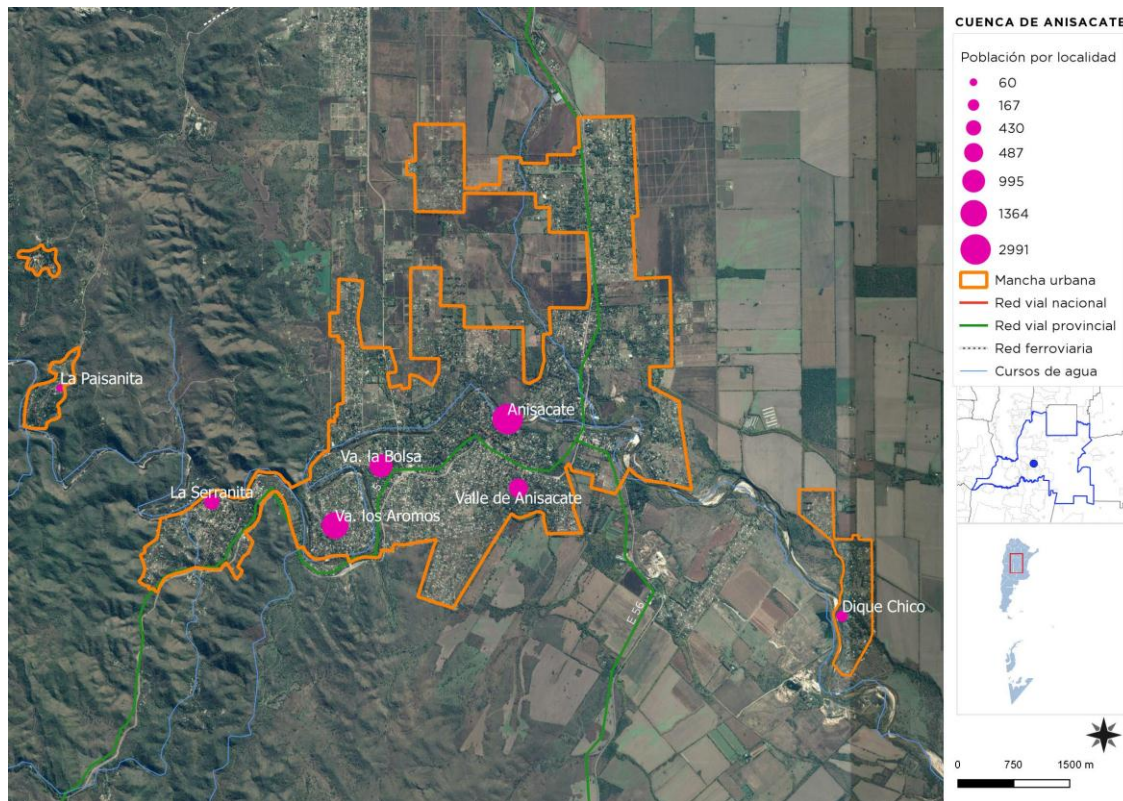 CUENCA DE ANISACATE
Población por localidad
60
167
430
487
995
1364
2991
Mancha urbana
Red vial nacional
Red vial provincial
Red ferroviaria
Cursos de agua
La Paisanita
Anisacate
Va. la Bolsa
La Serranita
Valle de Anisacate
Va. los Aromos
Dique Chico
E 56
0 750 1500 m